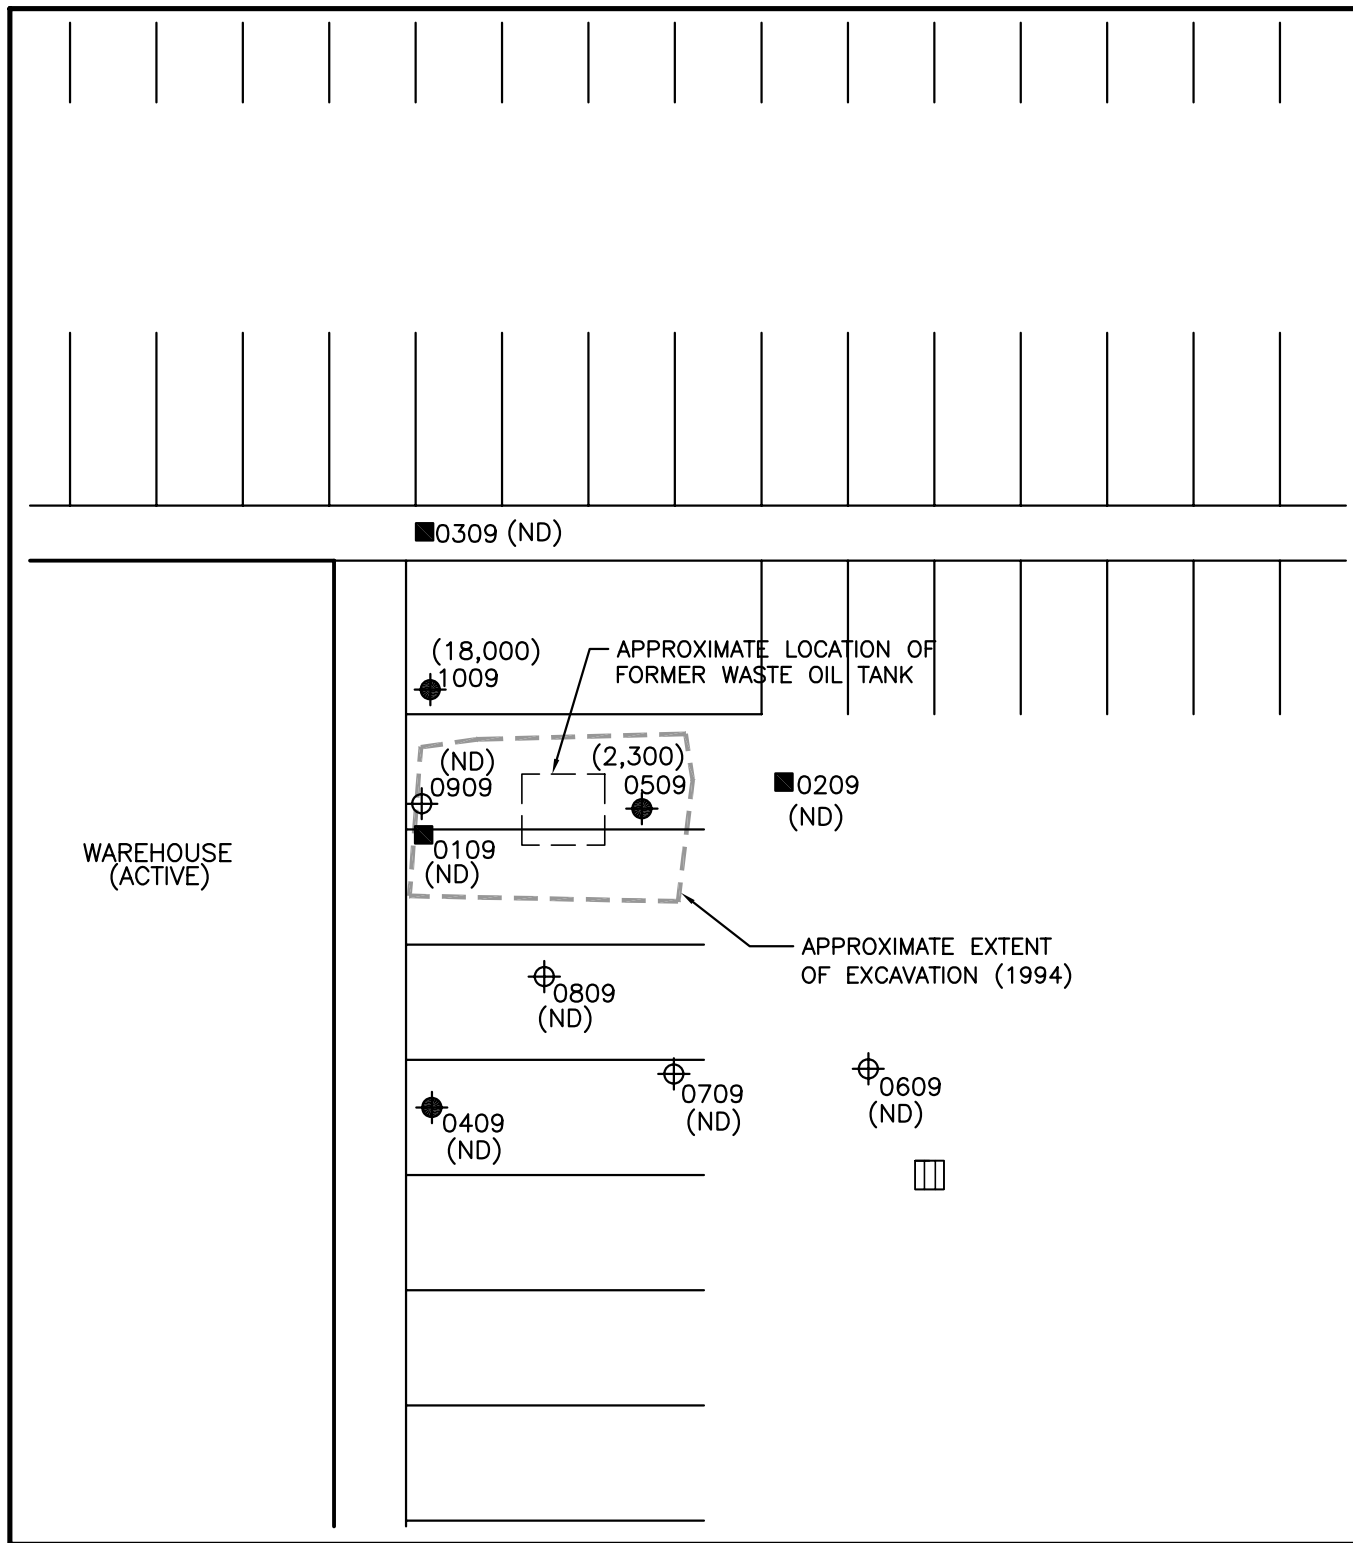 0309 (ND)
(18,000)
1009
APPROXIMATE LOCATION OF
FORMER WASTE OIL TANK
(ND)
0909
(2,300)
0509
0209
(ND)
WAREHOUSE
(ACTIVE)
0109
(ND)
APPROXIMATE EXTENT
OF EXCAVATION (1994)
0809
(ND)
0709
(ND)
0609
(ND)
0409
(ND)